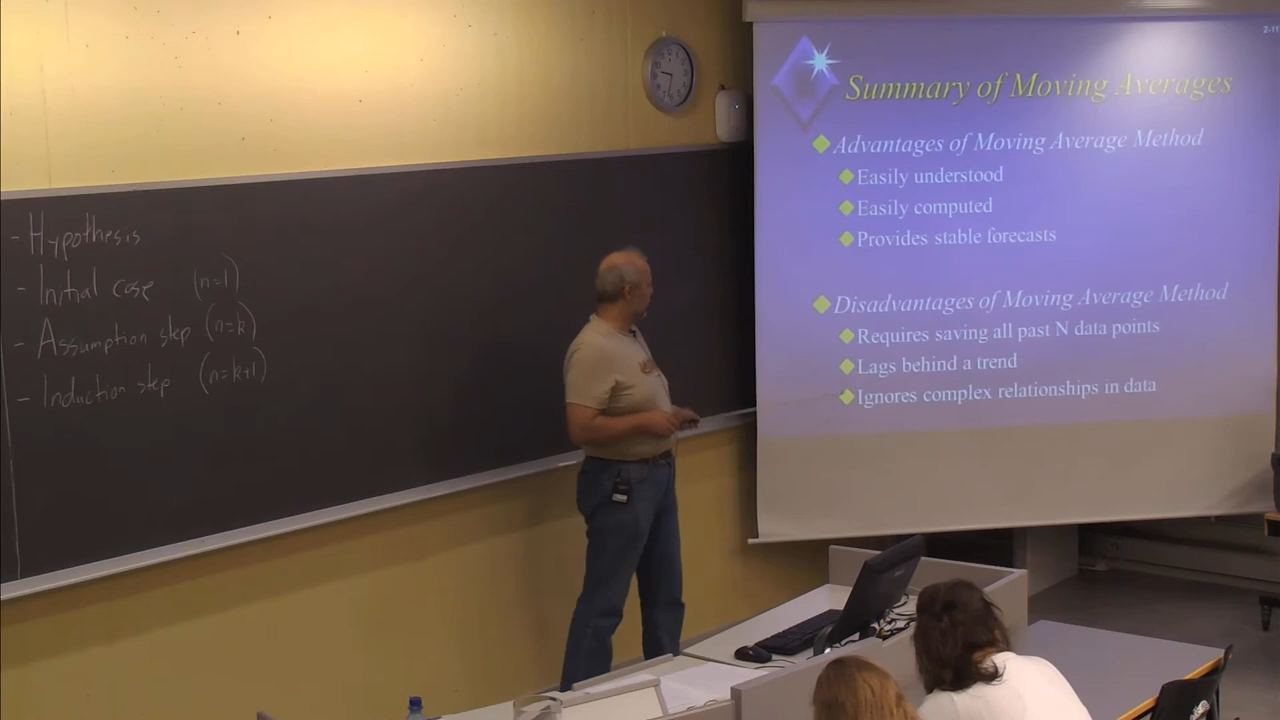 - Hypothesis
- Initial case (n=1)
- Assumption step (n=k)
- Induction step (n=k+1)
Summary of Moving Averages
Advantages of Moving Average Method
Easily understood
Easily computed
Provides stable forecasts
Disadvantages of Moving Average Method
Requires saving all past N data points
Lags behind a trend
Ignores complex relationships in data